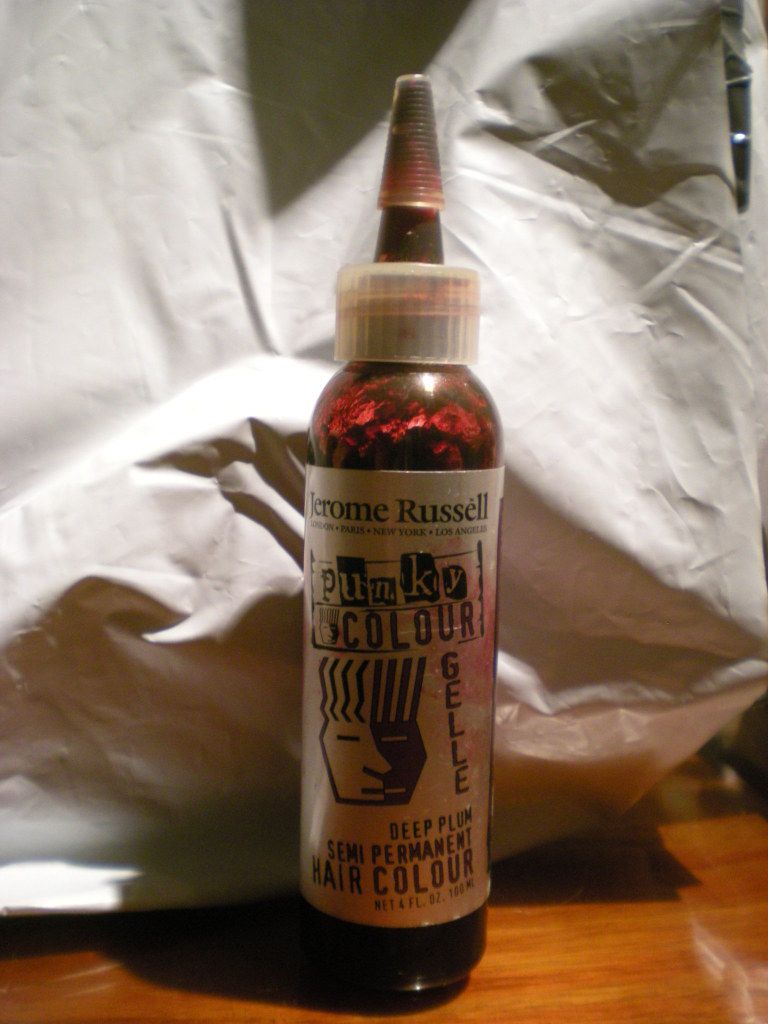 Jerome Russèll
LONDON • PARIS • NEW YORK • LOS ANGELES
punky
COLOUR
GELLE
DEEP PLUM
SEMI PERMANENT
HAIR COLOUR
NET 4 FL. OZ. 100 ML